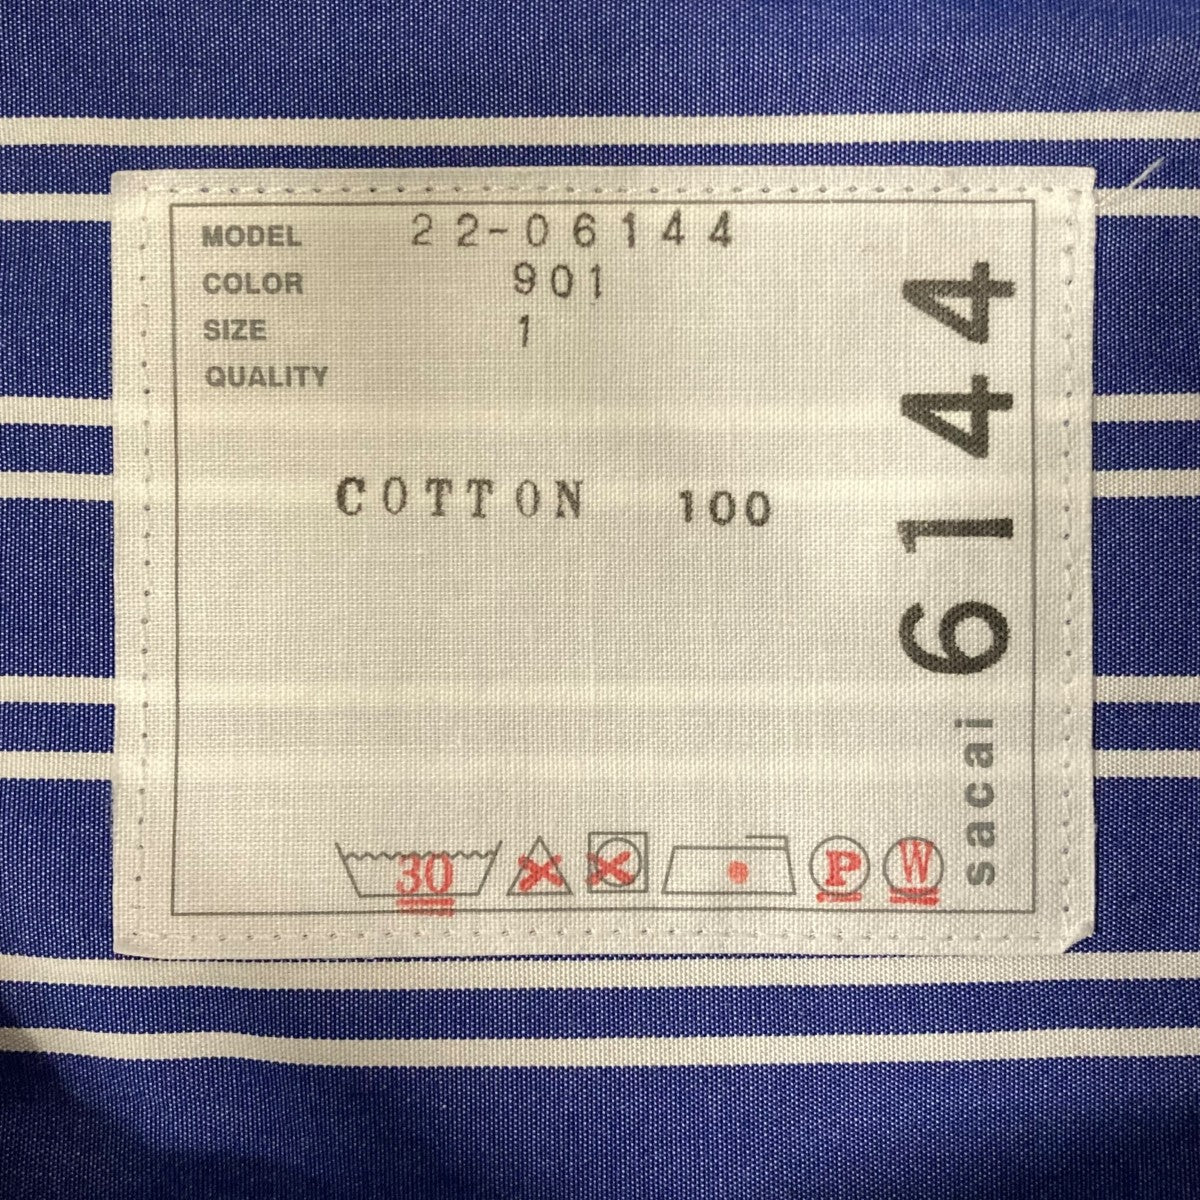 MODEL 22-06144
COLOR 901
SIZE 1
QUALITY
COTTON 100
30 P W
sacai 6144